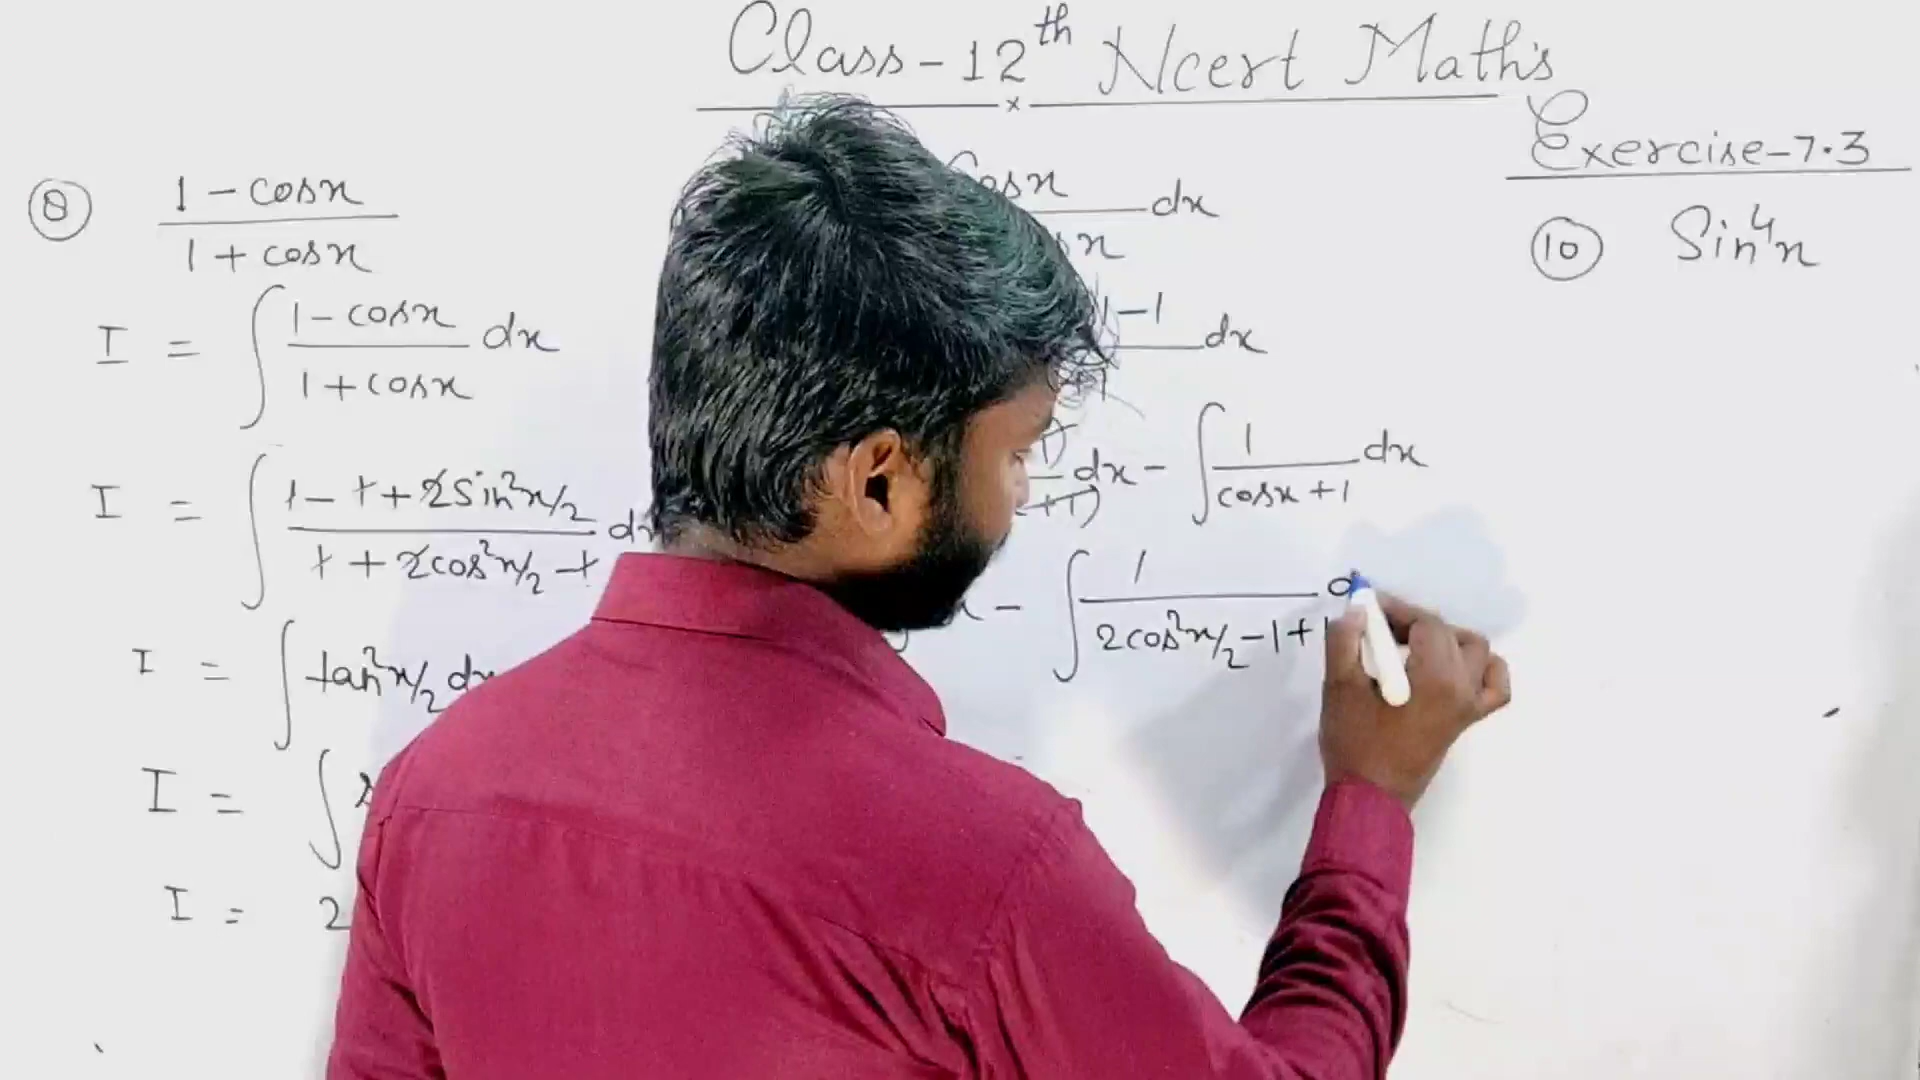 Class-12th Ncert Maths
Exercise-7.3
⑧ 1-cosx / 1+cosx
I = ∫ 1-cosx / 1+cosx dx
I = ∫ 1-1+2sin²x/2 / 1+2cos²x/2-1
I = ∫ tan²x/2 dx
I = ∫
I = 2
cosx / x dx
1-1 / +1 dx
dx - ∫ 1 / cosx+1 dx
- ∫ 1 / 2cos²x/2-1+1
⑩ Sin⁴x